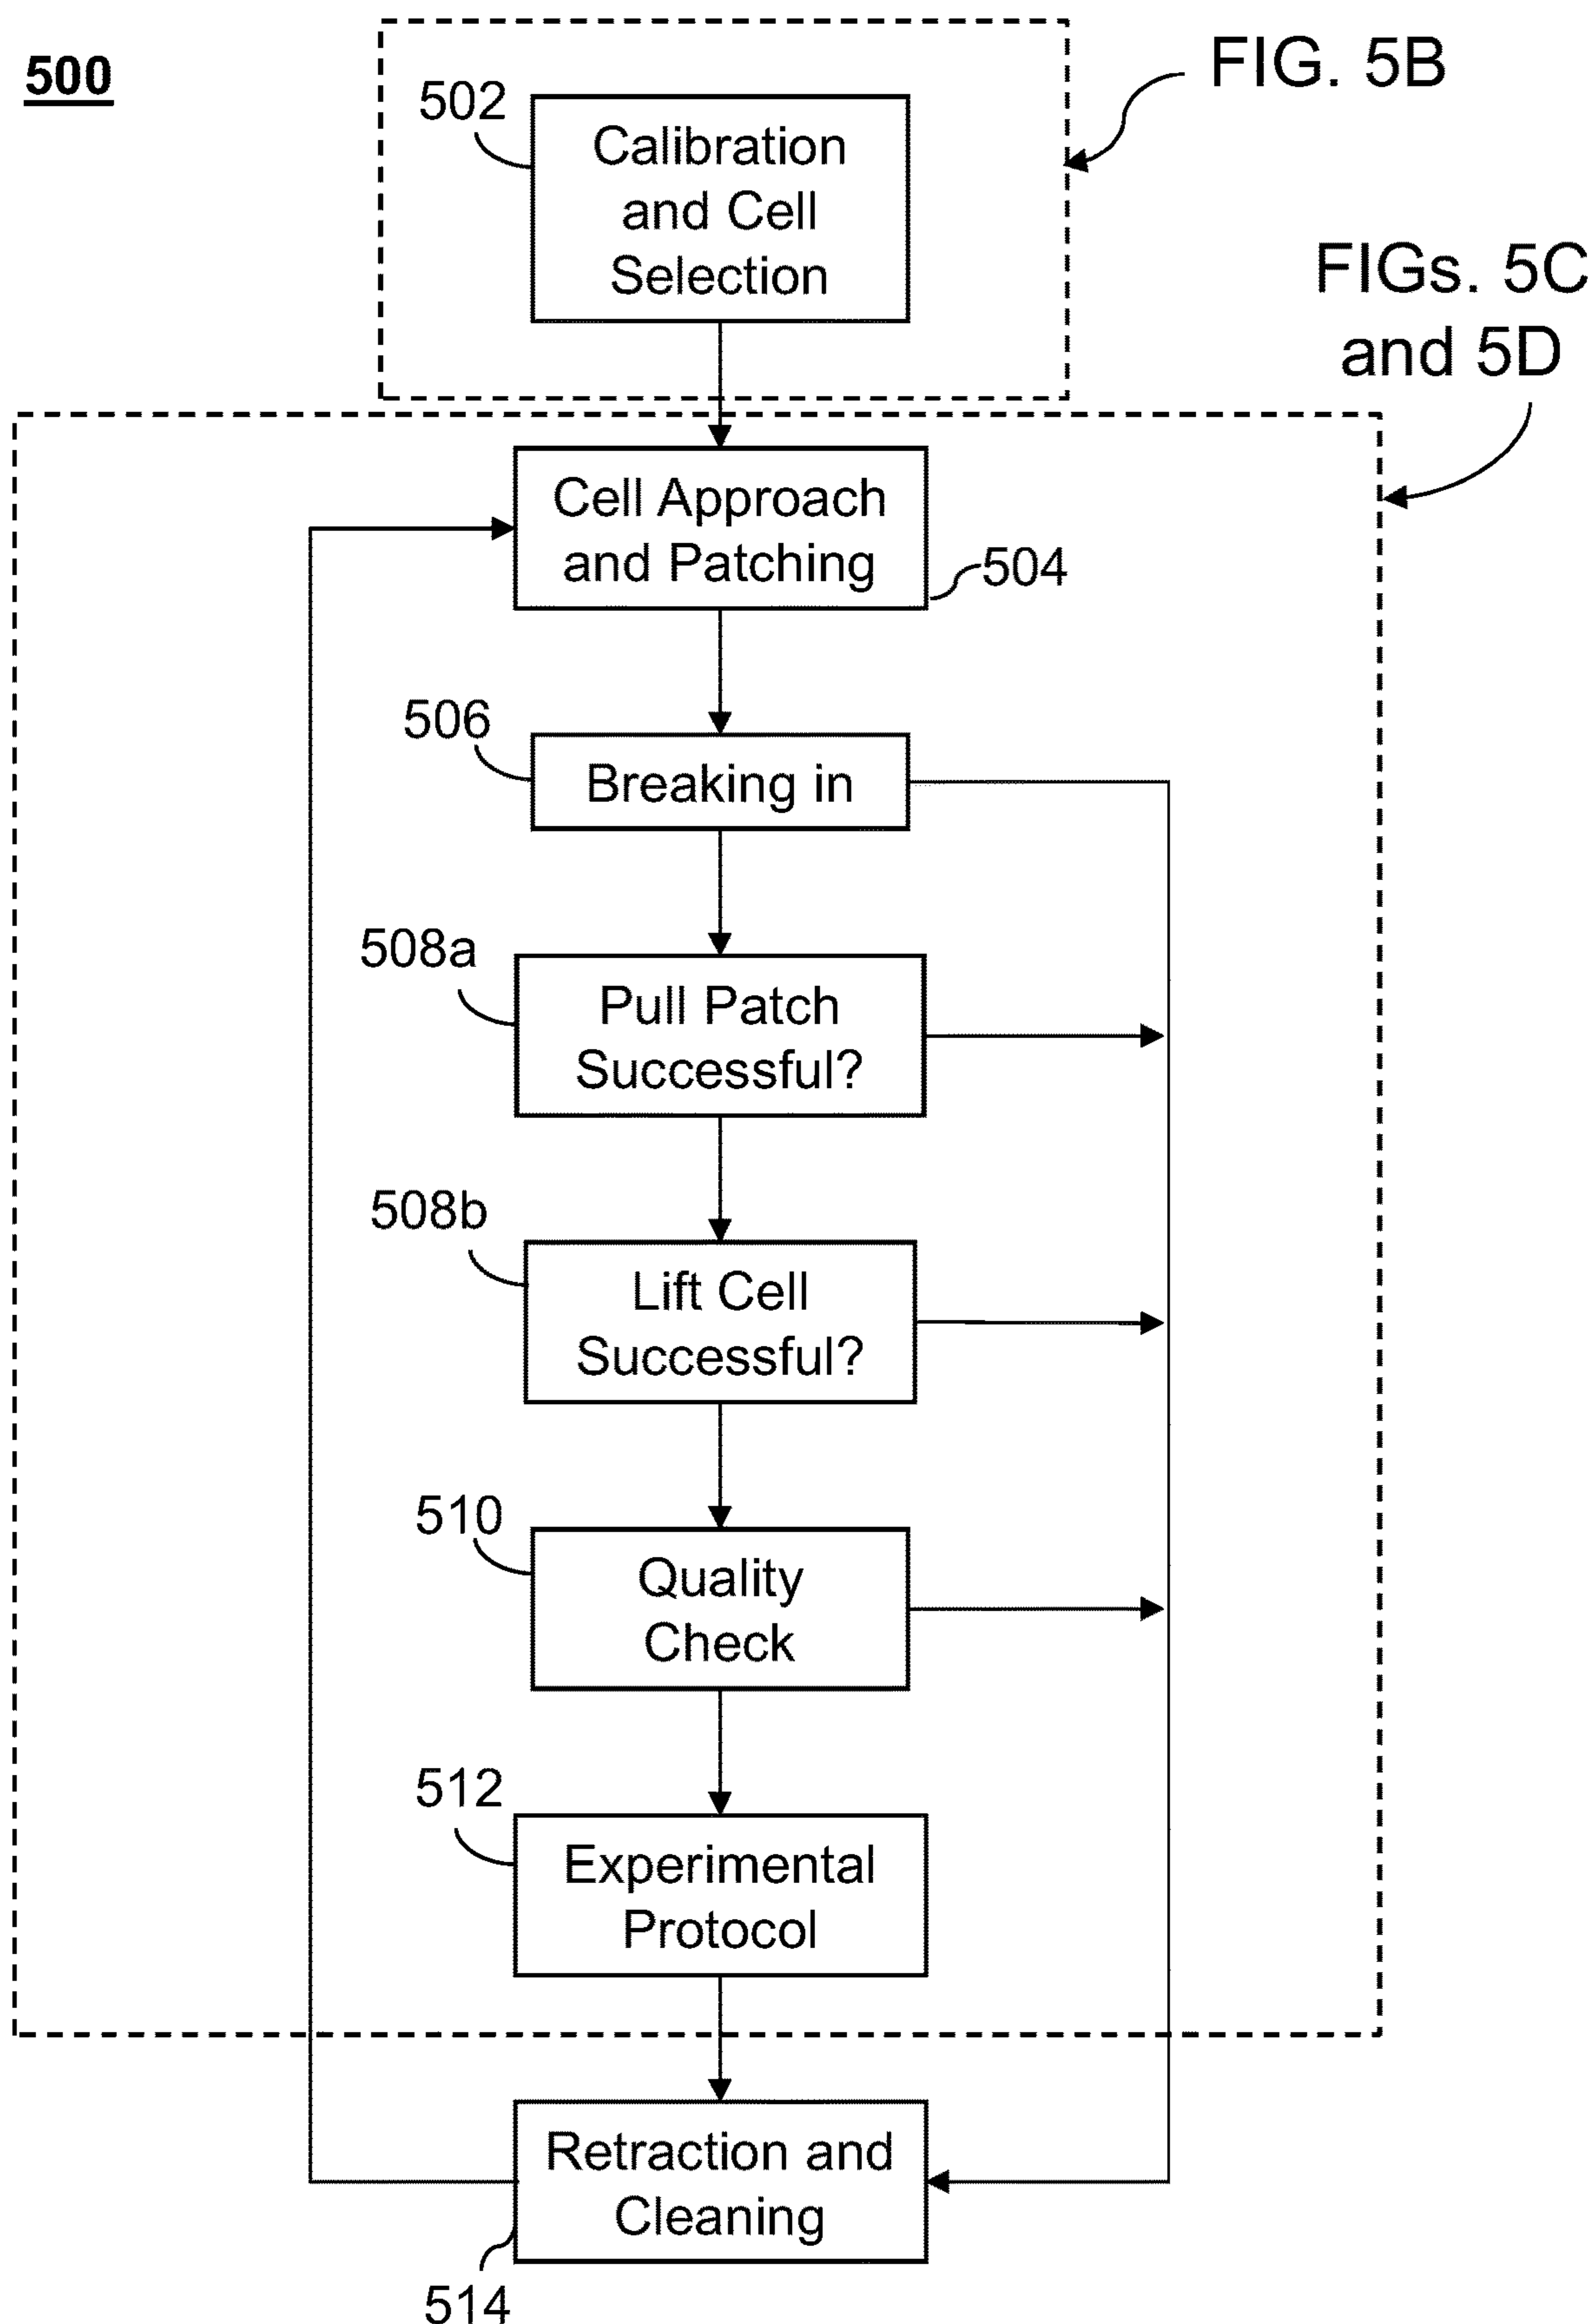 500
FIG. 5B
502
Calibration
and Cell
Selection
FIGs. 5C
and 5D
Cell Approach
and Patching
504
506
Breaking in
508a
Pull Patch
Successful?
508b
Lift Cell
Successful?
510
Quality
Check
512
Experimental
Protocol
Retraction and
Cleaning
514